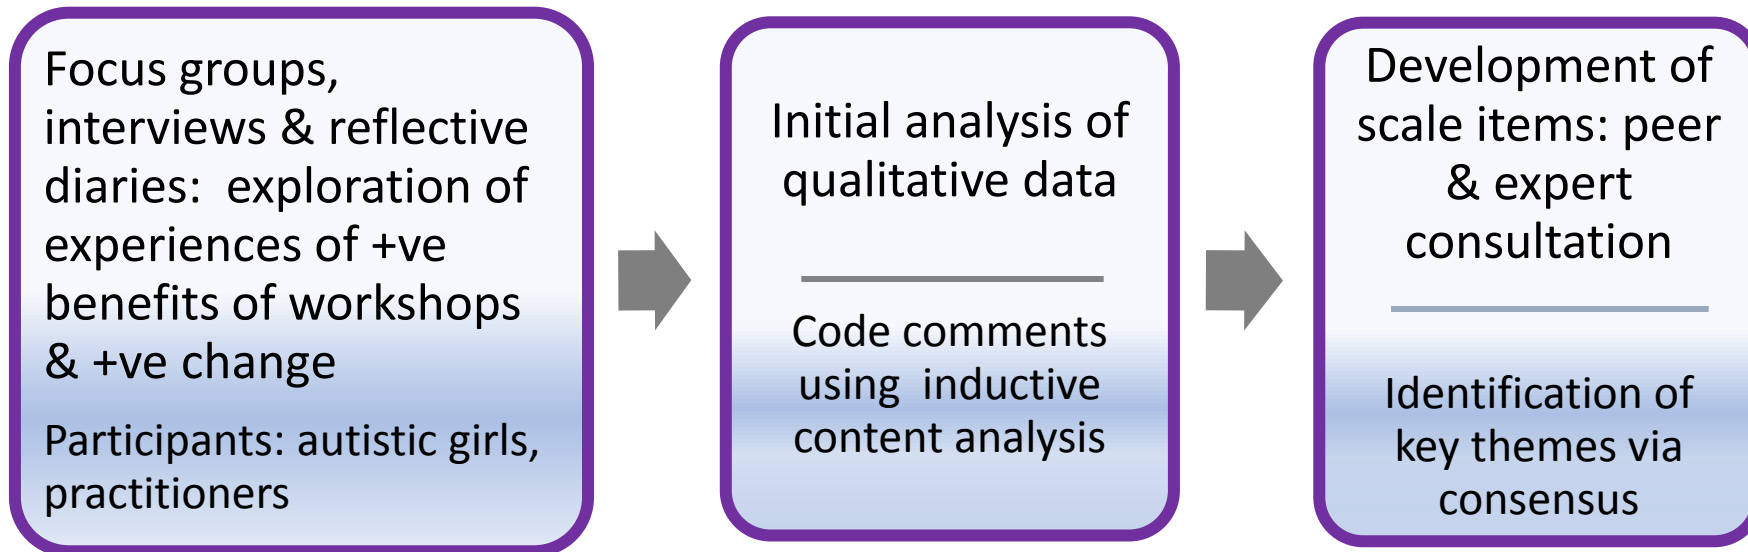 Focus groups,
interviews & reflective
diaries:  exploration of
experiences of +ve
benefits of workshops
& +ve change
Participants: autistic girls,
practitioners
Initial analysis of
qualitative data
Code comments
using  inductive
content analysis
Development of
scale items: peer
& expert
consultation
Identification of
key themes via
consensus